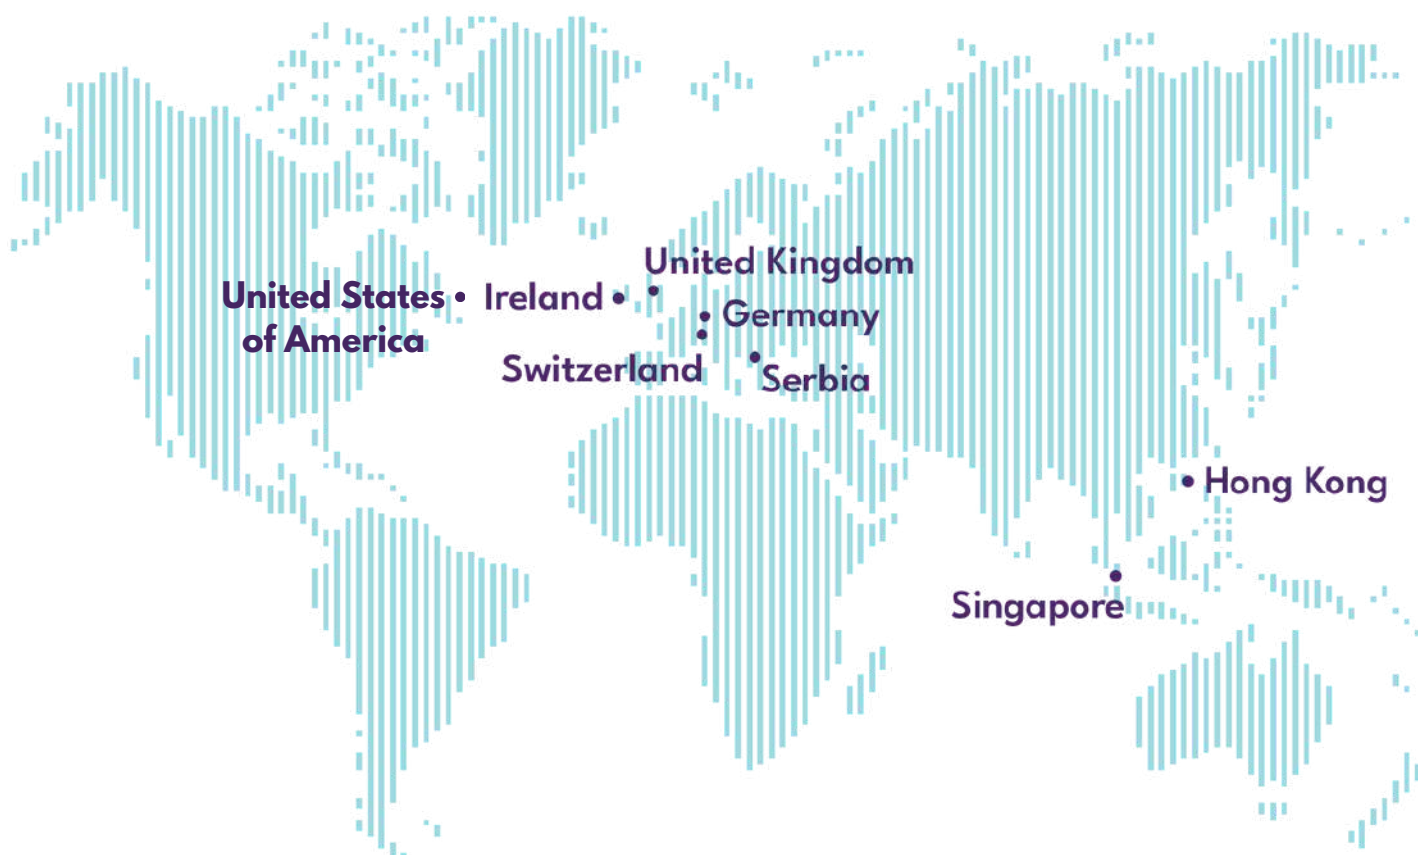 United Kingdom
United States
of America
Ireland
Germany
Switzerland
Serbia
Hong Kong
Singapore